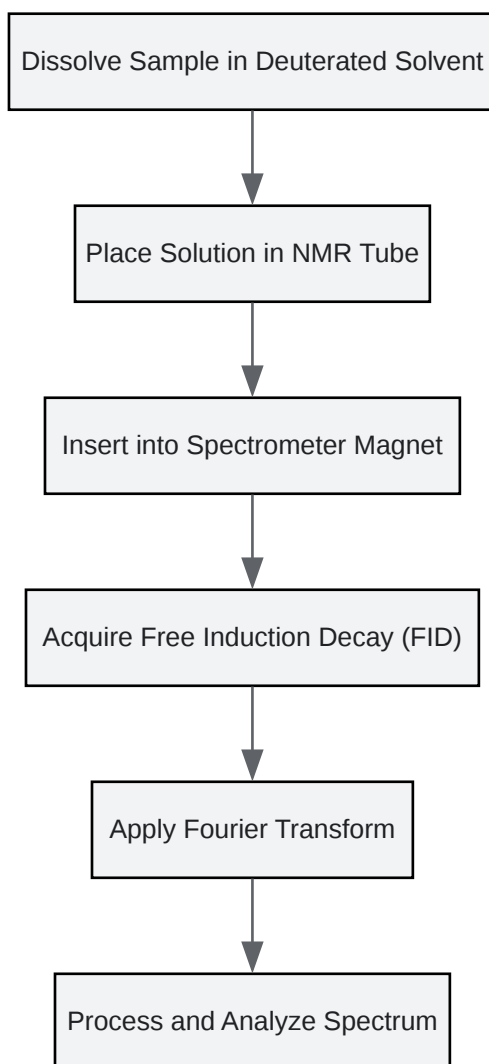 Dissolve Sample in Deuterated Solvent
Place Solution in NMR Tube
Insert into Spectrometer Magnet
Acquire Free Induction Decay (FID)
Apply Fourier Transform
Process and Analyze Spectrum